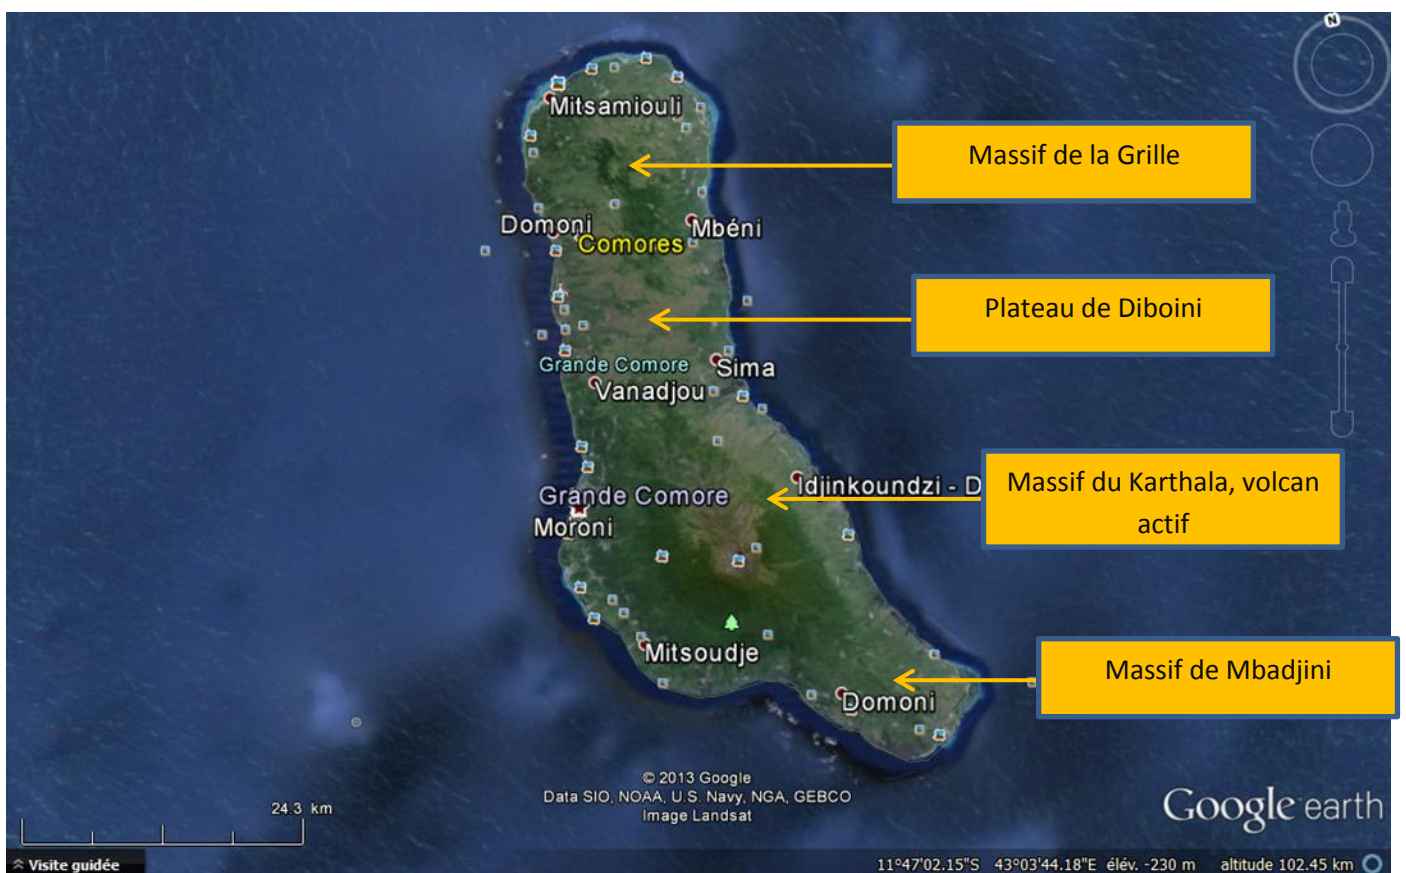 N
Mitsamiouli
Massif de la Grille
Domoni
Mbéni
Comores
Plateau de Diboini
Grande Comore
Sima
Vanadjou
Idjinkoundzi - D
Massif du Karthala, volcan
actif
Grande Comore
Moroni
Mitsoudje
Massif de Mbadjini
Domoni
© 2013 Google
Data SIO, NOAA, U.S. Navy, NGA, GEBCO
Image Landsat
24.3 km
Google earth
Visite guidée
11°47'02.15"S 43°03'44.18"E élév. -230 m altitude 102.45 km